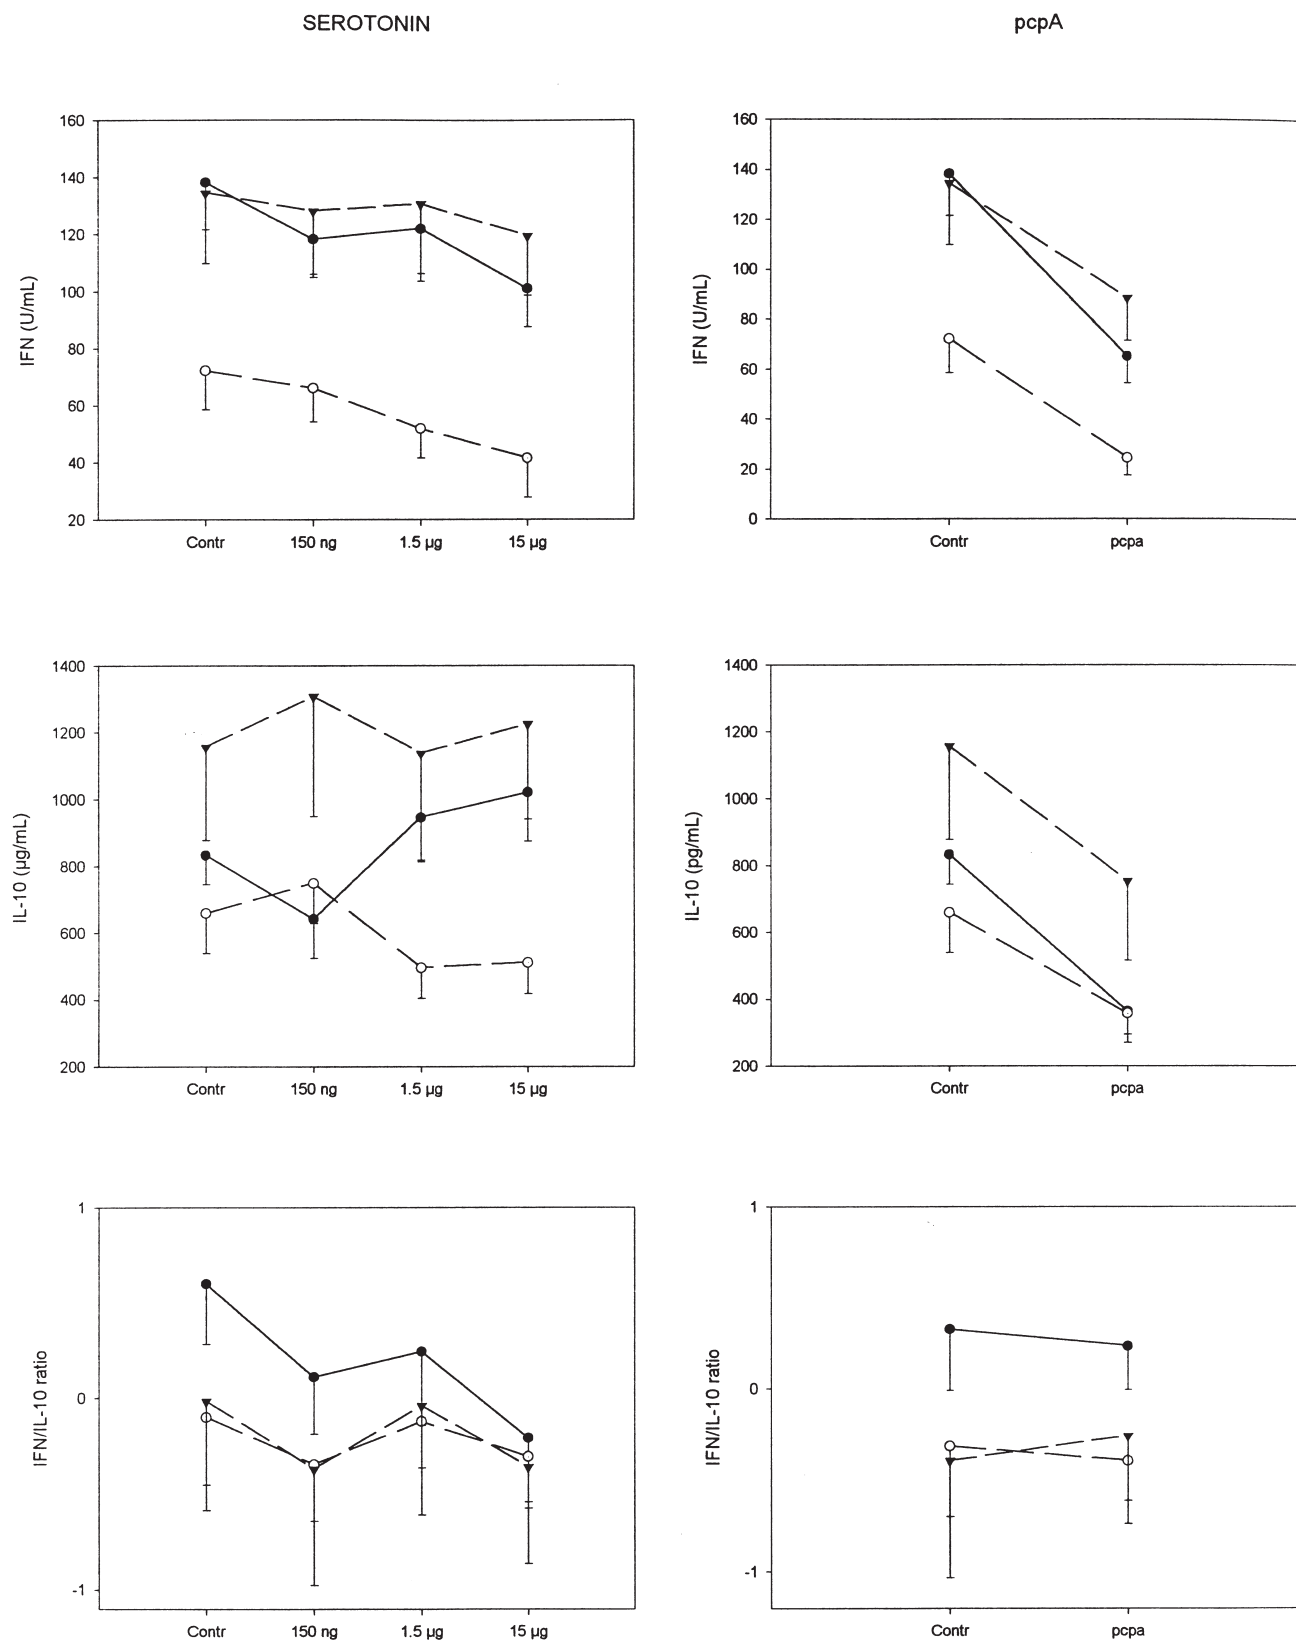 SEROTONIN
pcpA
160
140
120
100
80
60
40
20
IFN (U/mL)
Contr 150 ng 1.5 µg 15 µg
160
140
120
100
80
60
40
20
0
IFN (U/mL)
Contr pcpa
1400
1200
1000
800
600
400
200
IL-10 (µg/mL)
Contr 150 ng 1.5 µg 15 µg
1400
1200
1000
800
600
400
200
IL-10 (pg/mL)
Contr pcpa
1
0
-1
IFN/IL-10 ratio
Contr 150 ng 1.5 µg 15 µg
1
0
-1
IFN/IL-10 ratio
Contr pcpa